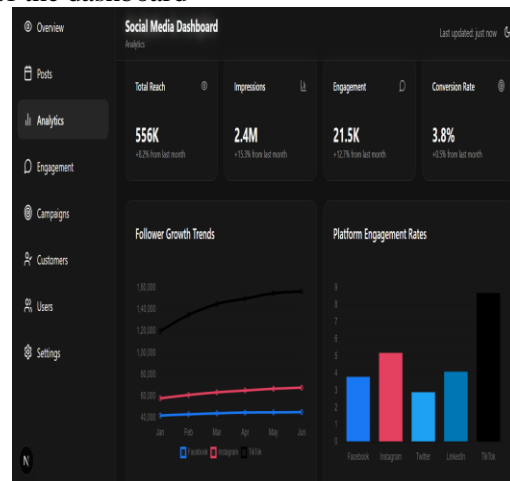 of the dashboard
Overview
Posts
Analytics
Engagement
Campaigns
Customers
Users
Settings
N
Social Media Dashboard
Analytics
Last updated: just now
Total Reach
556K
+8.2% from last month
Impressions
2.4M
+15.3% from last month
Engagement
21.5K
+12.7% from last month
Conversion Rate
3.8%
+0.5% from last month
Follower Growth Trends
1,60,000
1,40,000
1,20,000
1,00,000
80,000
60,000
40,000
Jan Feb Mar Apr May Jun
Facebook Instagram TikTok
Platform Engagement Rates
9
8
7
6
5
4
3
2
1
0
Facebook Instagram Twitter LinkedIn TikTok